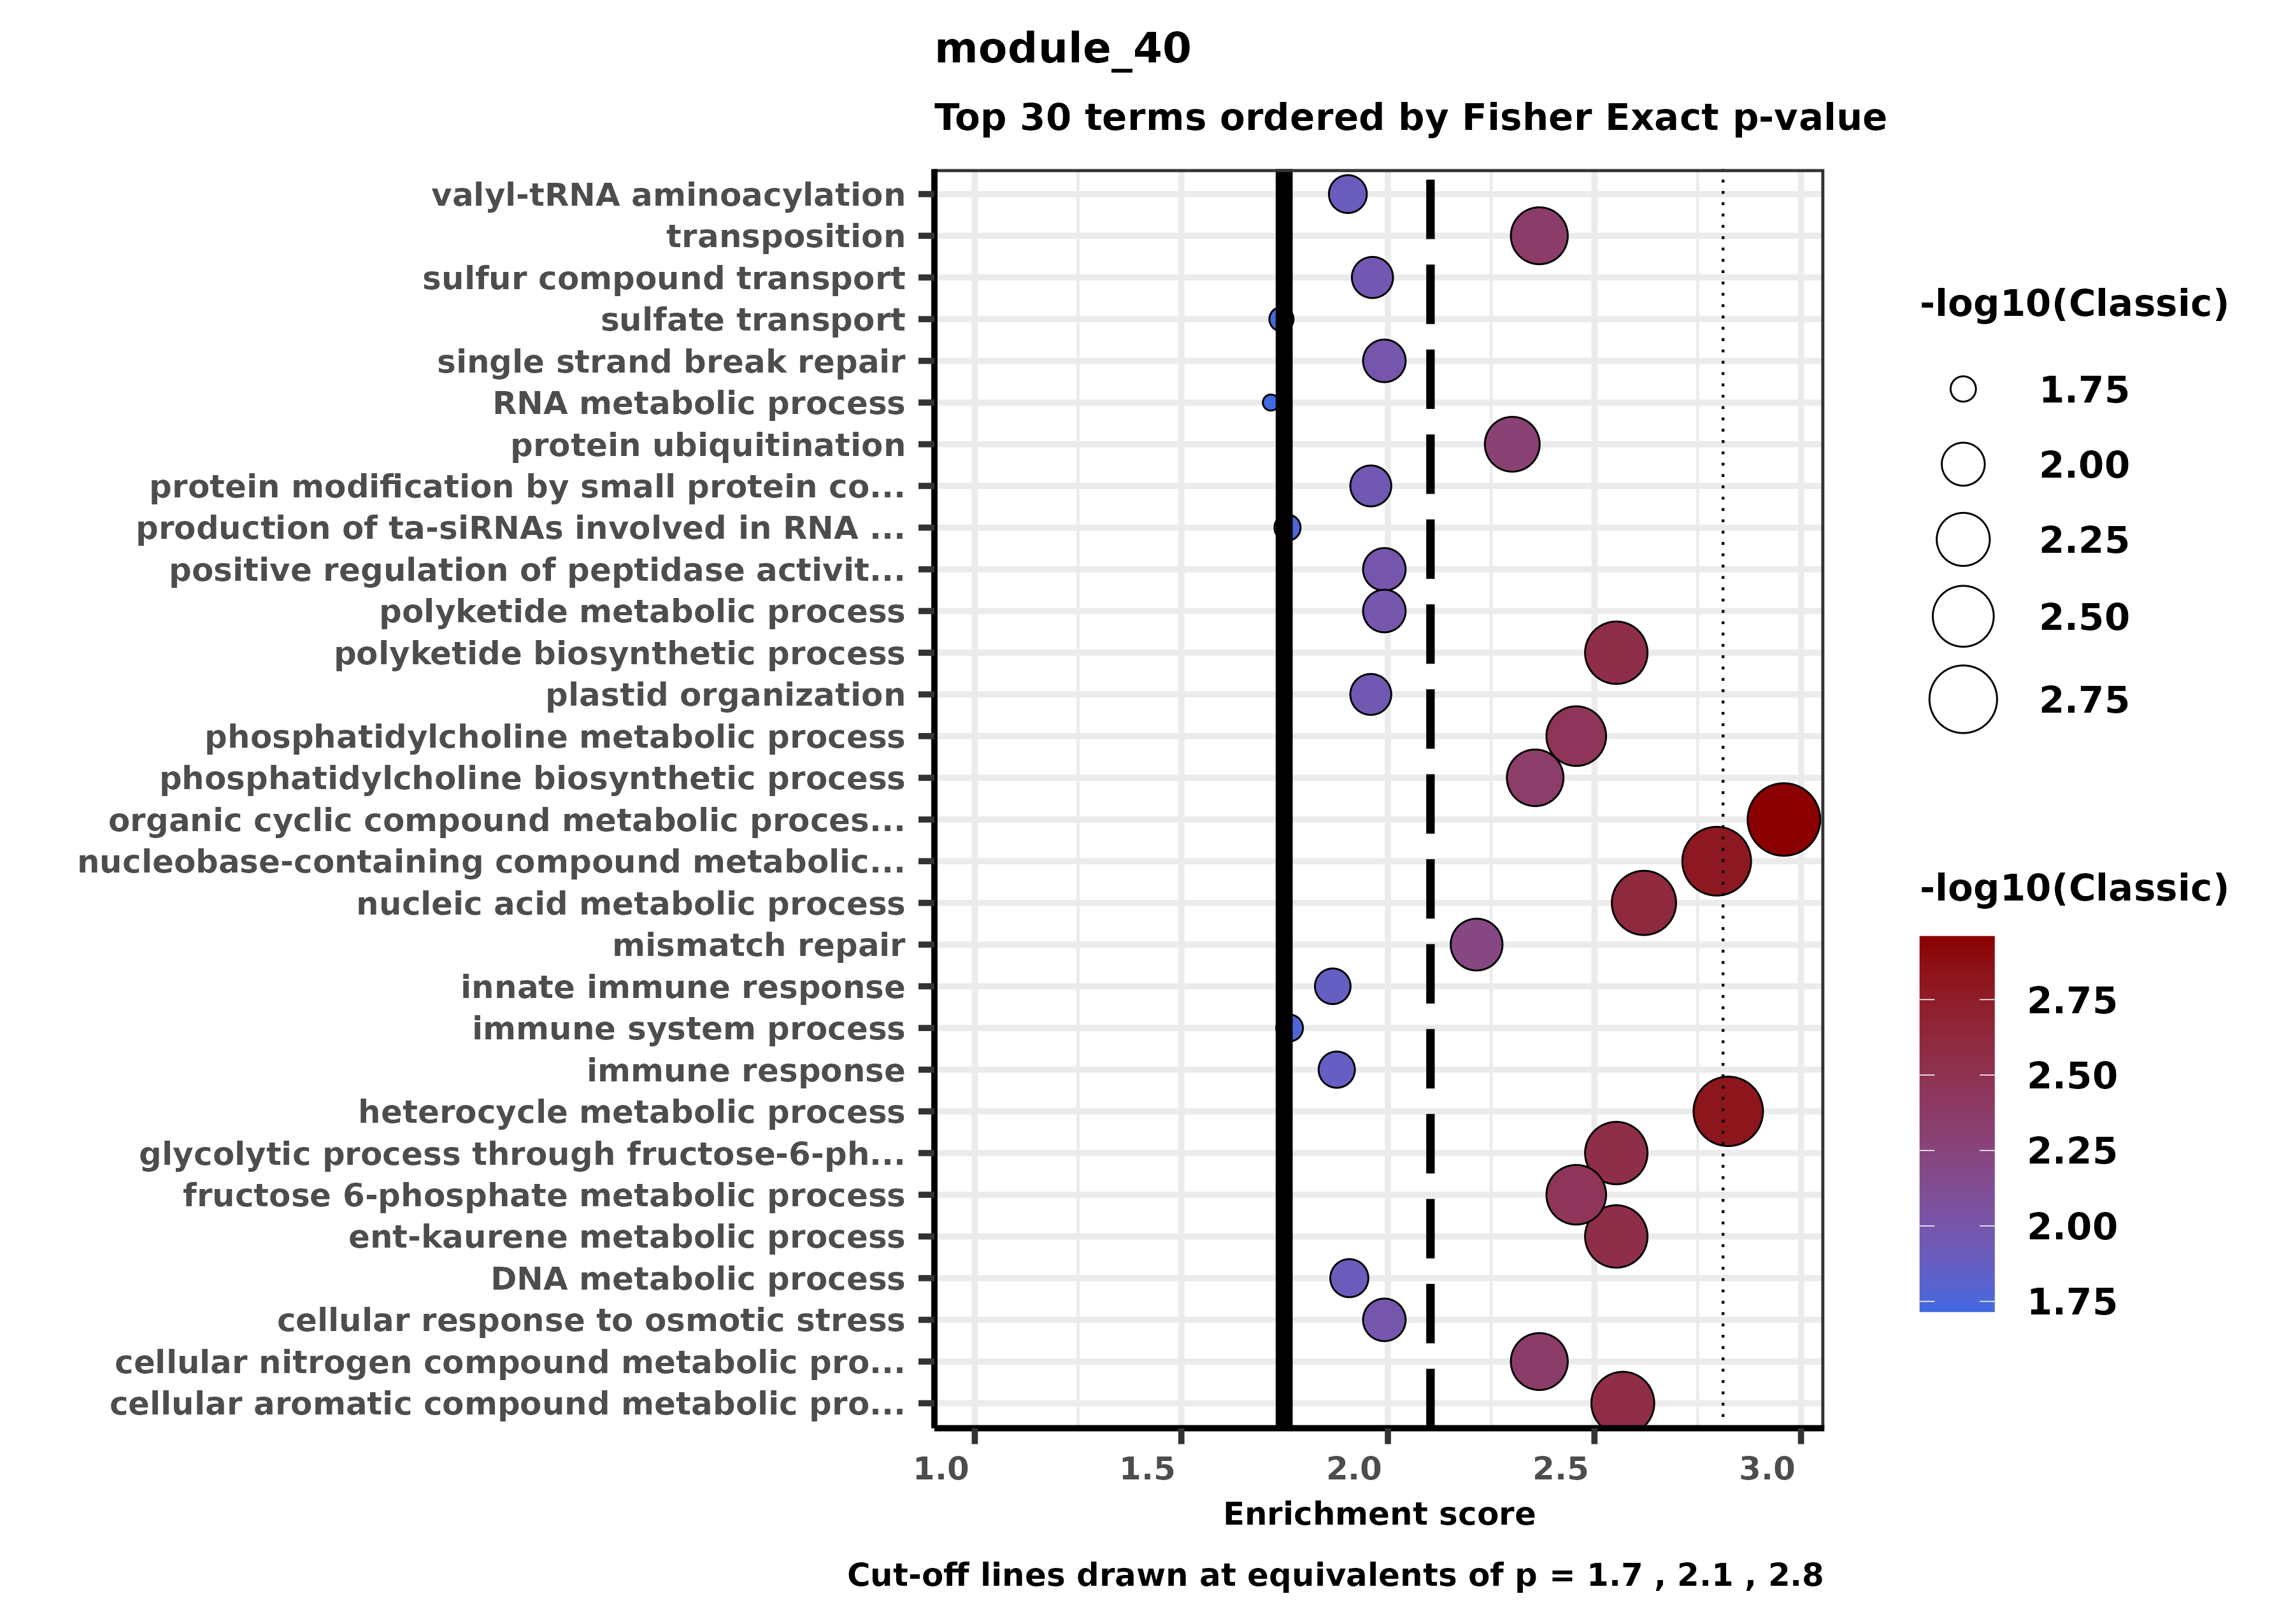 module_40
Top 30 terms ordered by Fisher Exact p-value
valyl-tRNA aminoacylation
transposition
sulfur compound transport
sulfate transport
single strand break repair
RNA metabolic process
protein ubiquitination
protein modification by small protein co...
production of ta-siRNAs involved in RNA ...
positive regulation of peptidase activit...
polyketide metabolic process
polyketide biosynthetic process
plastid organization
phosphatidylcholine metabolic process
phosphatidylcholine biosynthetic process
organic cyclic compound metabolic proces...
nucleobase-containing compound metabolic...
nucleic acid metabolic process
mismatch repair
innate immune response
immune system process
immune response
heterocycle metabolic process
glycolytic process through fructose-6-ph...
fructose 6-phosphate metabolic process
ent-kaurene metabolic process
DNA metabolic process
cellular response to osmotic stress
cellular nitrogen compound metabolic pro...
cellular aromatic compound metabolic pro...
1.0 1.5 2.0 2.5 3.0
Enrichment score
Cut-off lines drawn at equivalents of p = 1.7 , 2.1 , 2.8
-log10(Classic)
1.75
2.00
2.25
2.50
2.75
-log10(Classic)
2.75
2.50
2.25
2.00
1.75